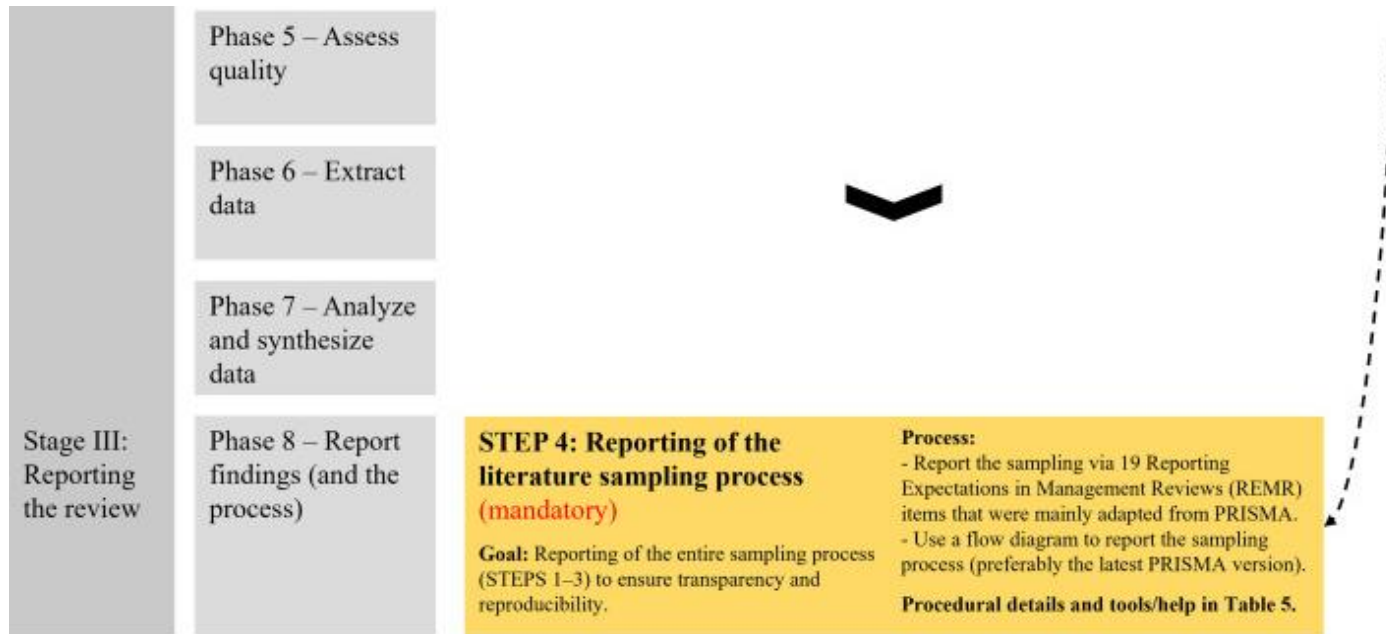 Phase 5 – Assess
quality
Phase 6 – Extract
data
Phase 7 – Analyze
and synthesize
data
Stage III:
Reporting
the review
Phase 8 – Report
findings (and the
process)
STEP 4: Reporting of the
literature sampling process
(mandatory)
Goal: Reporting of the entire sampling process
(STEPS 1–3) to ensure transparency and
reproducibility.
Process:
- Report the sampling via 19 Reporting
Expectations in Management Reviews (REMR)
items that were mainly adapted from PRISMA.
- Use a flow diagram to report the sampling
process (preferably the latest PRISMA version).
Procedural details and tools/help in Table 5.